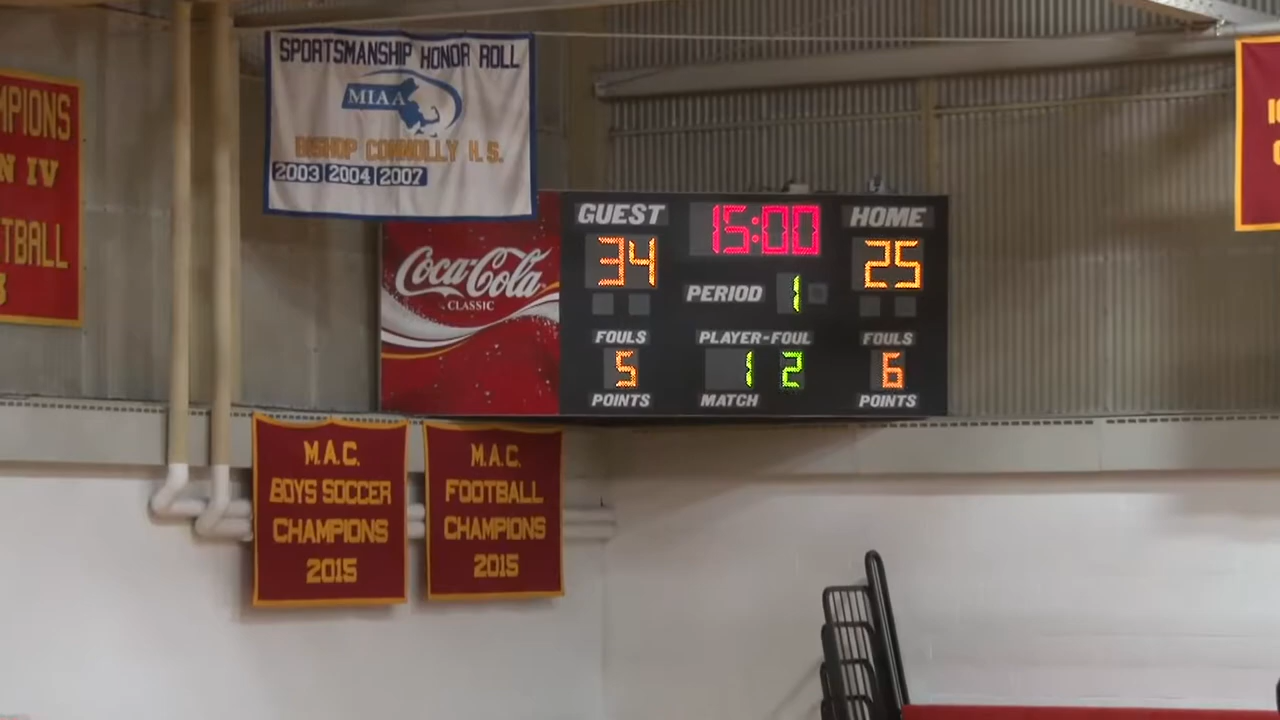 SPORTSMANSHIP HONOR ROLL
MIAA
BISHOP CONNOLLY H.S.
2003 2004 2007
N IV
GUEST
15:00
HOME
34
25
Coca-Cola
CLASSIC
PERIOD 1
FOULS
PLAYER-FOUL
FOULS
5
1 2
6
POINTS
MATCH
POINTS
M.A.C.
BOYS SOCCER
CHAMPIONS
2015
M.A.C.
FOOTBALL
CHAMPIONS
2015